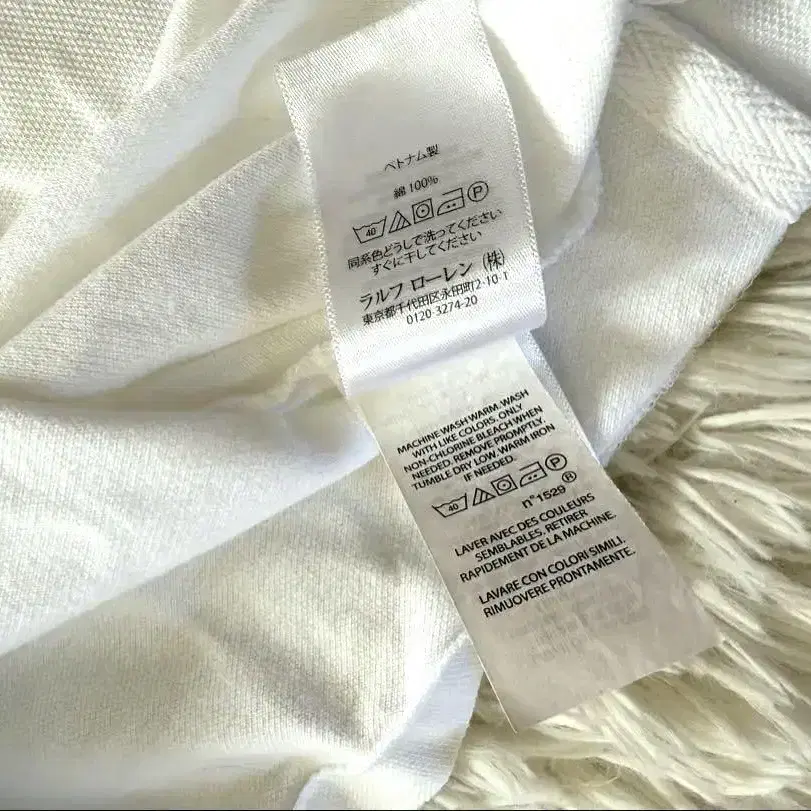 ベトナム製
綿 100%
40 P
同系色どうしで洗ってください
すぐに干してください
ラルフ ローレン (株)
東京都千代田区永田町2-10-1
0120-3274-20
MACHINE WASH WARM. WASH
WITH LIKE COLORS. ONLY
NON-CHLORINE BLEACH WHEN
NEEDED. REMOVE PROMPTLY.
TUMBLE DRY LOW. WARM IRON
IF NEEDED.
40 P
n°1529 ®
LAVER AVEC DES COULEURS
SEMBLABLES. RETIRER
RAPIDEMENT DE LA MACHINE.
LAVARE CON COLORI SIMILI.
RIMUOVERE PRONTAMENTE.